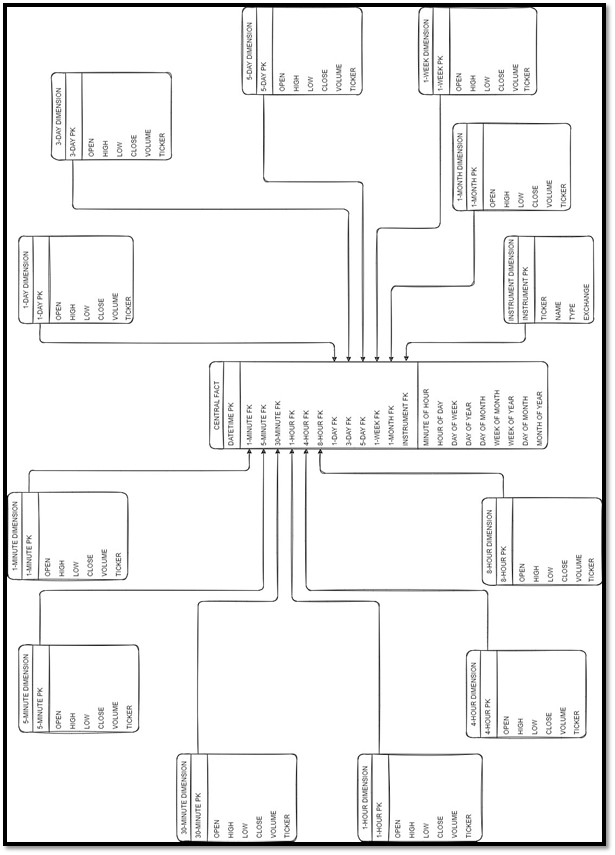 5-MINUTE DIMENSION
5-MINUTE PK
OPEN
HIGH
LOW
CLOSE
VOLUME
TICKER
1-MINUTE DIMENSION
1-MINUTE PK
OPEN
HIGH
LOW
CLOSE
VOLUME
TICKER
1-DAY DIMENSION
1-DAY PK
OPEN
HIGH
LOW
CLOSE
VOLUME
TICKER
3-DAY DIMENSION
3-DAY PK
OPEN
HIGH
LOW
CLOSE
VOLUME
TICKER
30-MINUTE DIMENSION
30-MINUTE PK
OPEN
HIGH
LOW
CLOSE
VOLUME
TICKER
CENTRAL FACT
DATETIME PK
1-MINUTE FK
5-MINUTE FK
30-MINUTE FK
1-HOUR FK
4-HOUR FK
8-HOUR FK
1-DAY FK
3-DAY FK
5-DAY FK
1-WEEK FK
1-MONTH FK
INSTRUMENT FK
MINUTE OF HOUR
HOUR OF DAY
DAY OF WEEK
DAY OF YEAR
DAY OF MONTH
WEEK OF MONTH
WEEK OF YEAR
DAY OF MONTH
MONTH OF YEAR
5-DAY DIMENSION
5-DAY PK
OPEN
HIGH
LOW
CLOSE
VOLUME
TICKER
1-HOUR DIMENSION
1-HOUR PK
OPEN
HIGH
LOW
CLOSE
VOLUME
TICKER
4-HOUR DIMENSION
4-HOUR PK
OPEN
HIGH
LOW
CLOSE
VOLUME
TICKER
8-HOUR DIMENSION
8-HOUR PK
OPEN
HIGH
LOW
CLOSE
VOLUME
TICKER
INSTRUMENT DIMENSION
INSTRUMENT PK
TICKER
NAME
TYPE
EXCHANGE
1-MONTH DIMENSION
1-MONTH PK
OPEN
HIGH
LOW
CLOSE
VOLUME
TICKER
1-WEEK DIMENSION
1-WEEK PK
OPEN
HIGH
LOW
CLOSE
VOLUME
TICKER